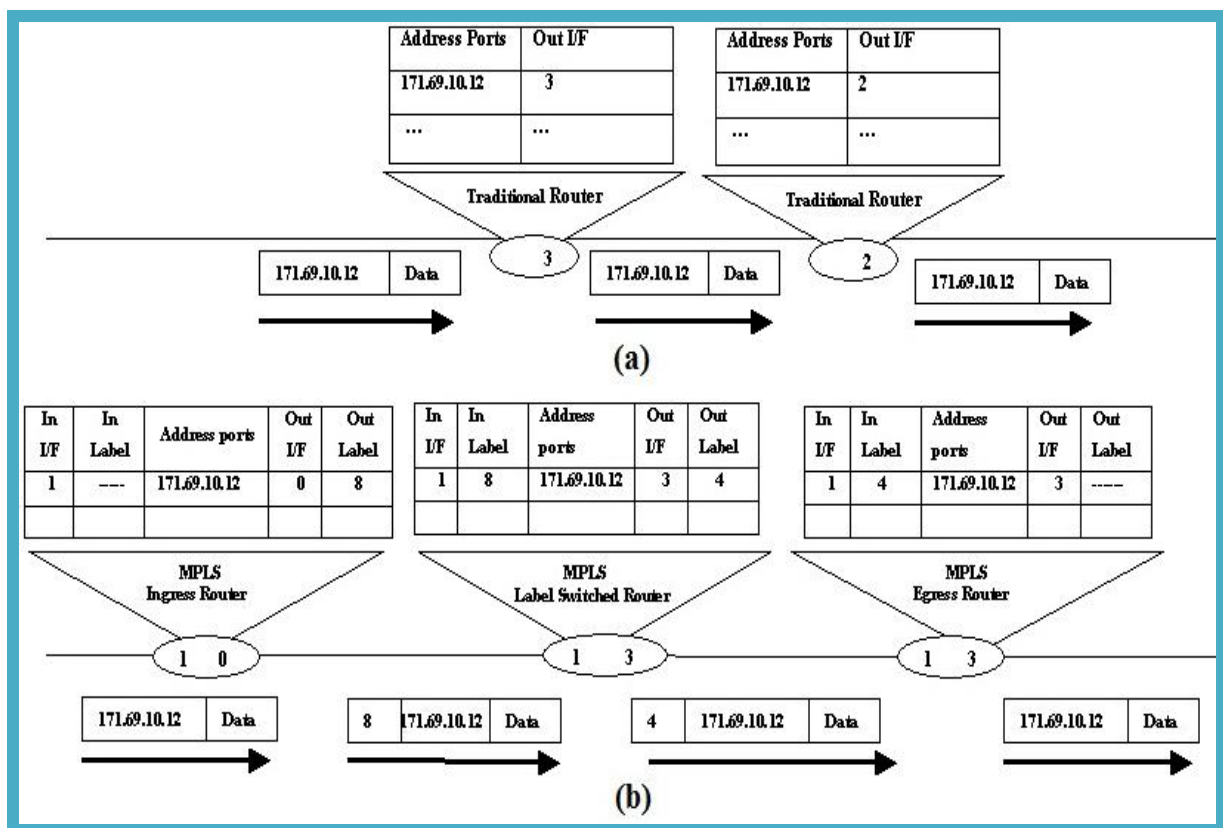 Address Ports Out I/F
171.69.10.12 3
... ...
Address Ports Out I/F
171.69.10.12 2
... ...
Traditional Router
Traditional Router
3
2
171.69.10.12 Data
171.69.10.12 Data
171.69.10.12 Data
(a)
In I/F In Label Address ports Out I/F Out Label
1 ---- 171.69.10.12 0 8
In I/F In Label Address ports Out I/F Out Label
1 8 171.69.10.12 3 4
In I/F In Label Address ports Out I/F Out Label
1 4 171.69.10.12 3 -----
MPLS
Ingress Router
MPLS
Label Switched Router
MPLS
Egress Router
1 0
1 3
1 3
171.69.10.12 Data
8 171.69.10.12 Data
4 171.69.10.12 Data
171.69.10.12 Data
(b)